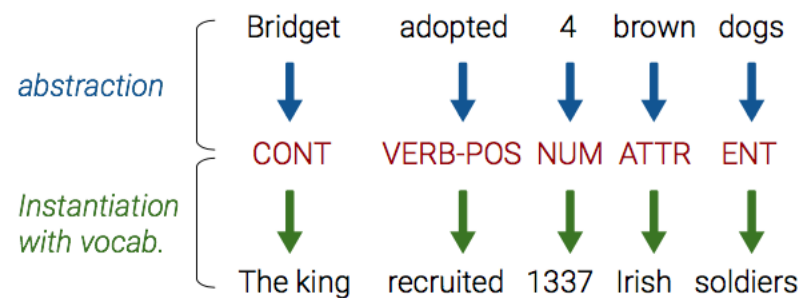 Bridget adopted 4 brown dogs
abstraction
CONT VERB-POS NUM ATTR ENT
Instantiation
with vocab.
The king recruited 1337 Irish soldiers